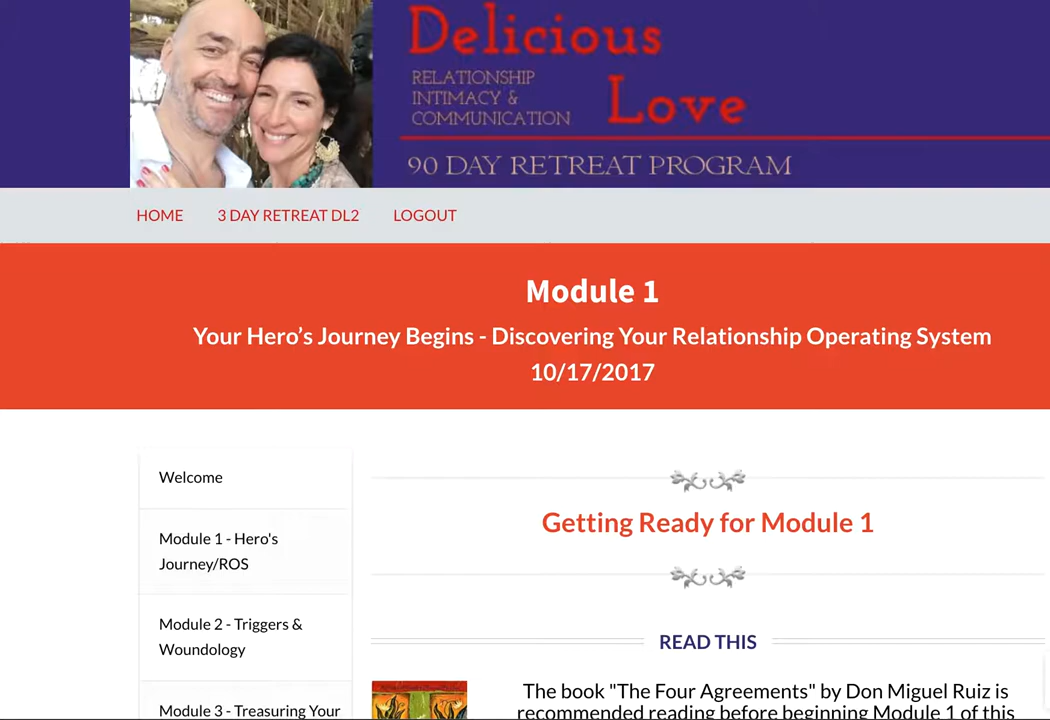 Delicious
RELATIONSHIP
INTIMACY &
COMMUNICATION
Love
90 DAY RETREAT PROGRAM
HOME
3 DAY RETREAT DL2
LOGOUT
Module 1
Your Hero’s Journey Begins - Discovering Your Relationship Operating System
10/17/2017
Welcome
Module 1 - Hero's
Journey/ROS
Module 2 - Triggers &
Woundology
Module 3 - Treasuring Your
Getting Ready for Module 1
READ THIS
The book "The Four Agreements" by Don Miguel Ruiz is
recommended reading before beginning Module 1 of this